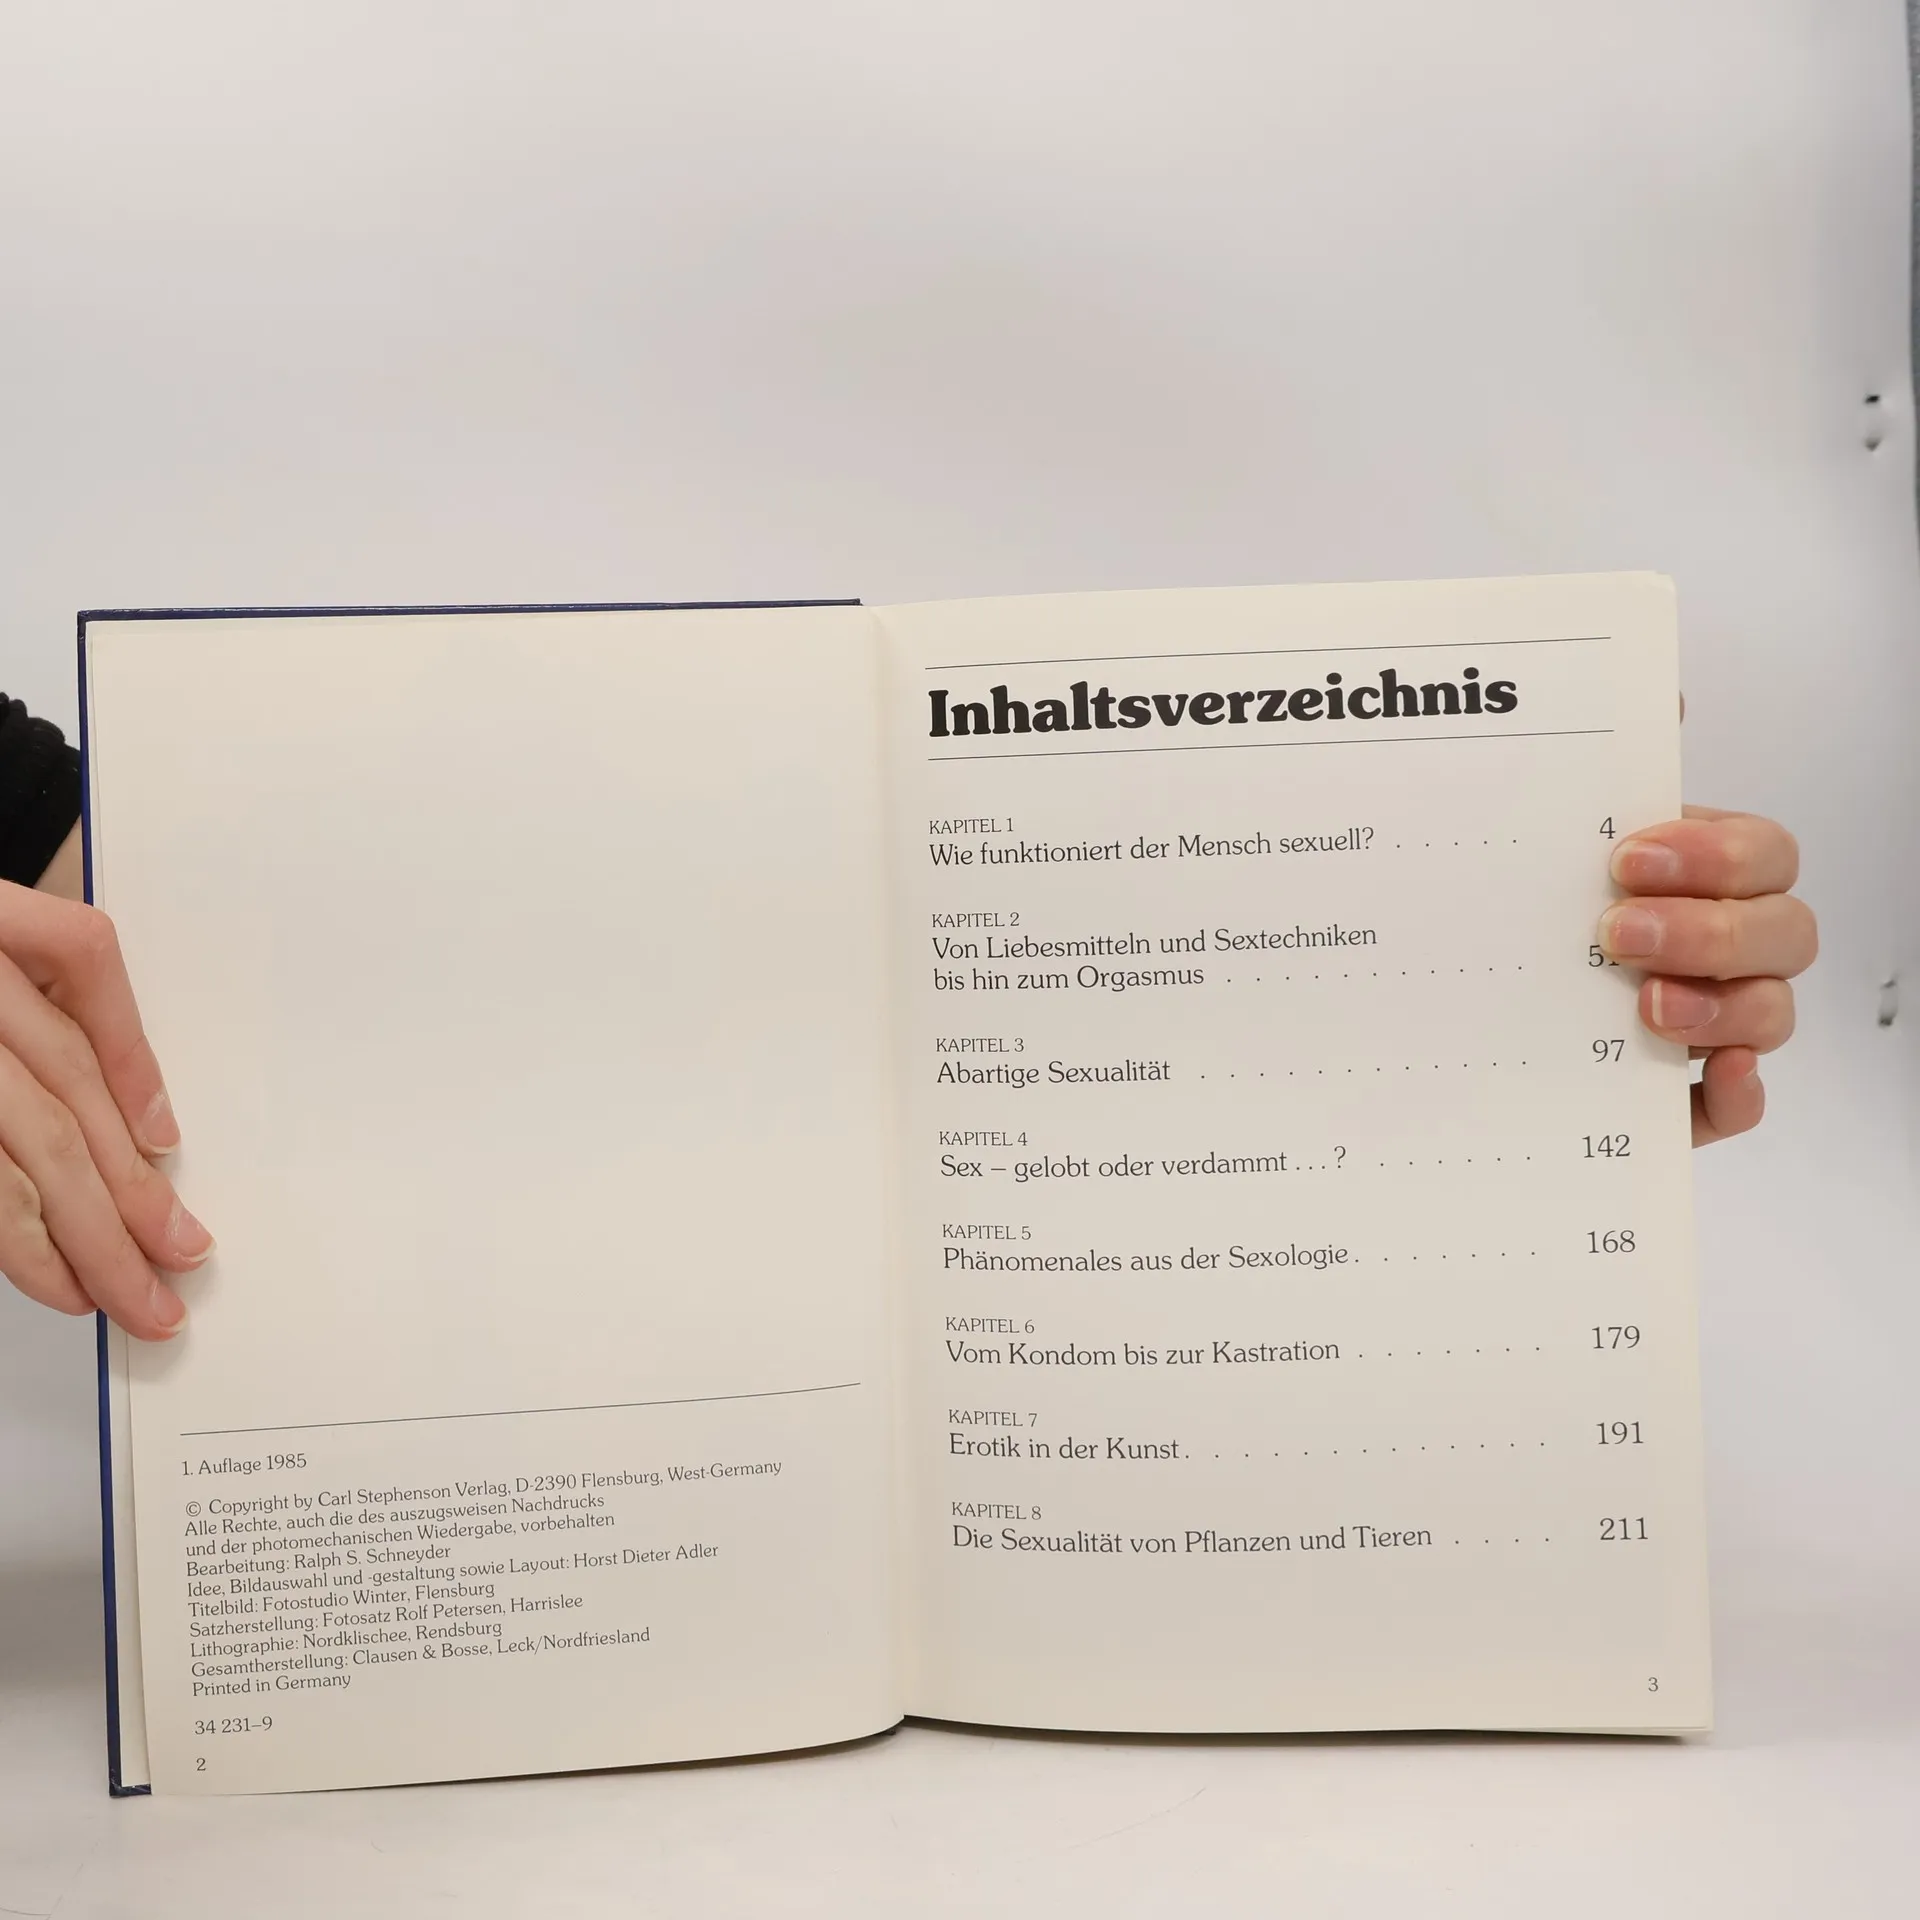 1. Auflage 1985
© Copyright by Carl Stephenson Verlag, D-2390 Flensburg, West-Germany
Alle Rechte, auch die des auszugsweisen Nachdrucks
und der photomechanischen Wiedergabe, vorbehalten
Bearbeitung: Ralph S. Schneyder
Idee, Bildauswahl und -gestaltung sowie Layout: Horst Dieter Adler
Titelbild: Fotostudio Winter, Flensburg
Satzherstellung: Fotosatz Rolf Petersen, Harrislee
Lithographie: Nordklischee, Rendsburg
Gesamtherstellung: Clausen & Bosse, Leck/Nordfriesland
Printed in Germany
34 231–9
2
Inhaltsverzeichnis
KAPITEL 1
Wie funktioniert der Mensch sexuell? . . . . . 4
KAPITEL 2
Von Liebesmitteln und Sextechniken
bis hin zum Orgasmus . . . . . . . . . . .
KAPITEL 3
Abartige Sexualität . . . . . . . . . . . . 97
KAPITEL 4
Sex – gelobt oder verdammt . . . ? . . . . . . 142
KAPITEL 5
Phänomenales aus der Sexologie . . . . . . . 168
KAPITEL 6
Vom Kondom bis zur Kastration . . . . . . . 179
KAPITEL 7
Erotik in der Kunst . . . . . . . . . . . . . 191
KAPITEL 8
Die Sexualität von Pflanzen und Tieren . . . . 211
3